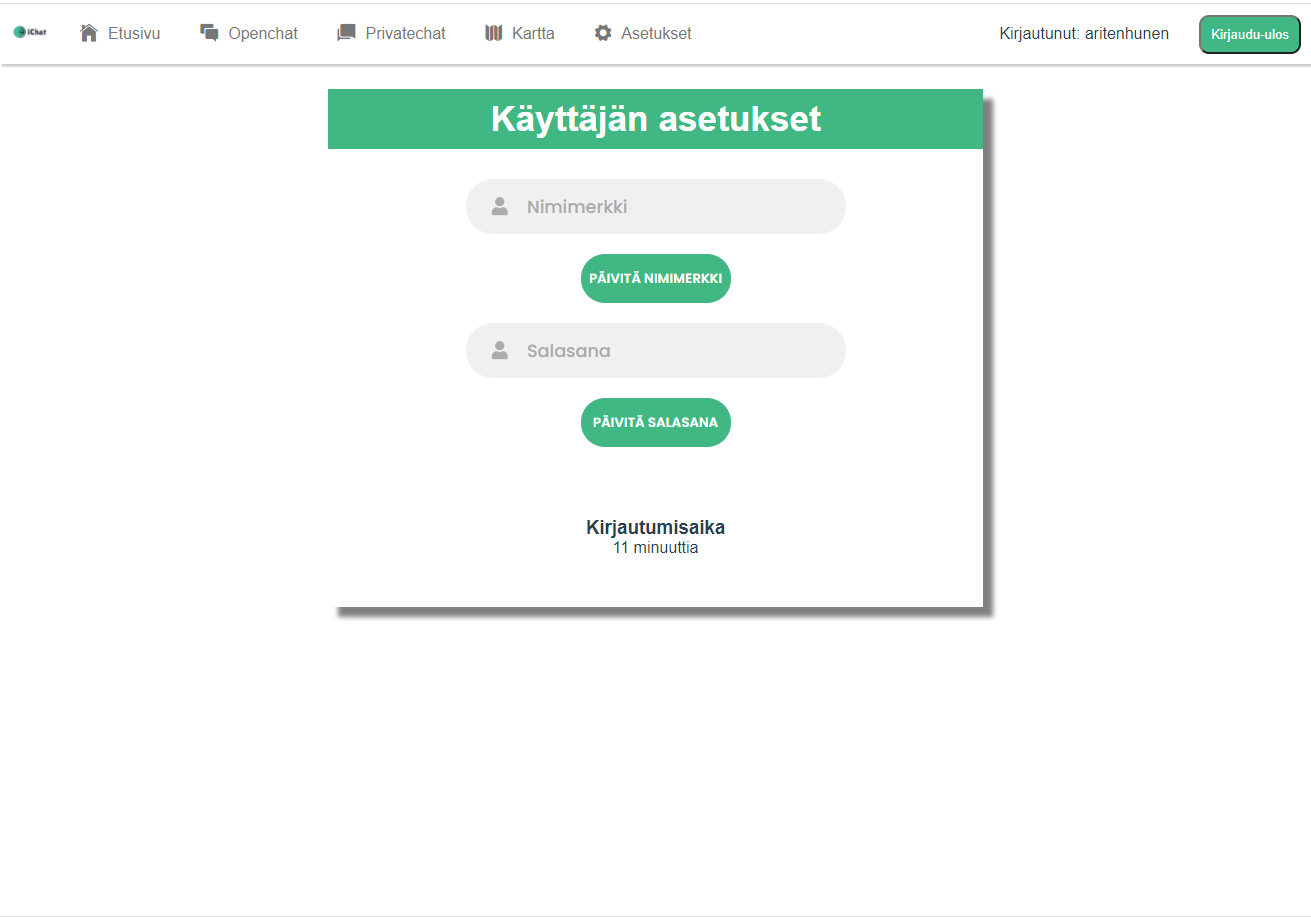 iChat
Etusivu
Openchat
Privatechat
Kartta
Asetukset
Kirjautunut: aritenhunen
Kirjaudu-ulos
Käyttäjän asetukset
Nimimerkki
PÄIVITÄ NIMIMERKKI
Salasana
PÄIVITÄ SALASANA
Kirjautumisaika
11 minuuttia